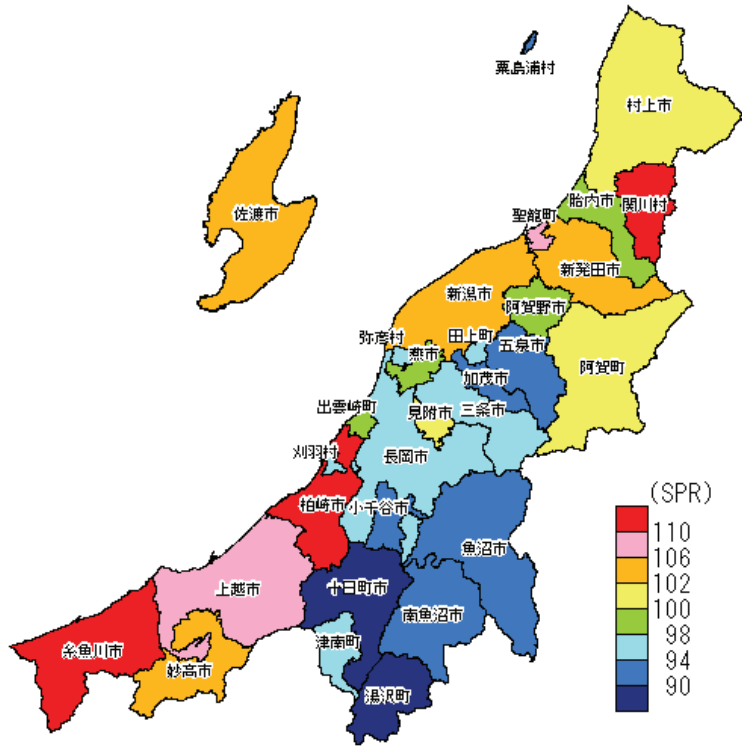 粟島浦村
村上市
佐渡市
胎内市
関川村
聖籠町
新発田市
新潟市
阿賀野市
弥彦村
田上町
五泉市
燕市
加茂市
阿賀町
出雲崎町
見附市
三条市
刈羽村
長岡市
柏崎市
小千谷市
魚沼市
上越市
十日町市
南魚沼市
糸魚川市
津南町
妙高市
湯沢町
(SPR)
110
106
102
100
98
94
90